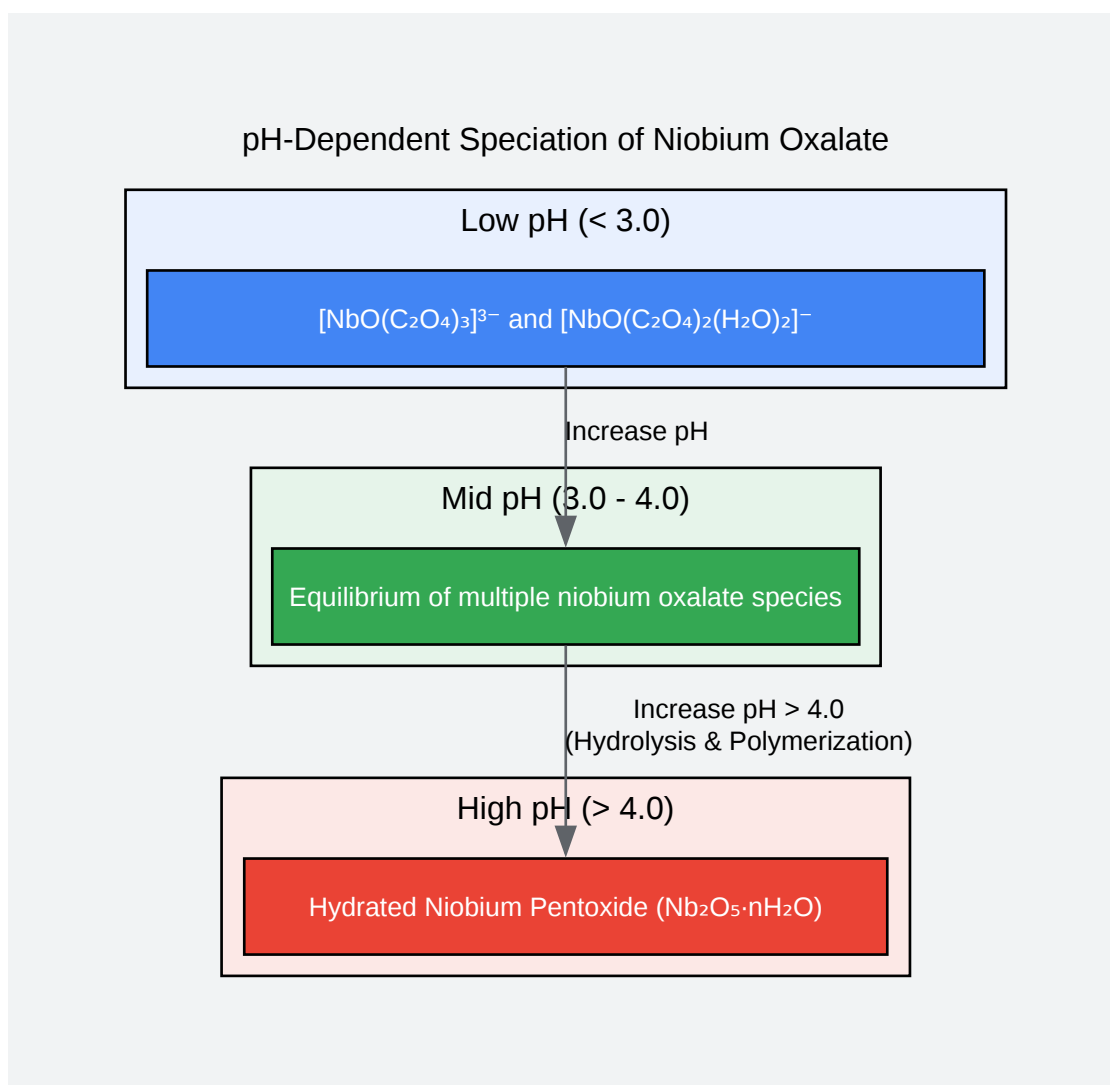 pH-Dependent Speciation of Niobium Oxalate
Low pH (< 3.0)
[NbO(C₂O₄)₃]³⁻ and [NbO(C₂O₄)₂(H₂O)₂]⁻
Increase pH
Mid pH (3.0 - 4.0)
Equilibrium of multiple niobium oxalate species
Increase pH > 4.0
(Hydrolysis & Polymerization)
High pH (> 4.0)
Hydrated Niobium Pentoxide (Nb₂O₅·nH₂O)